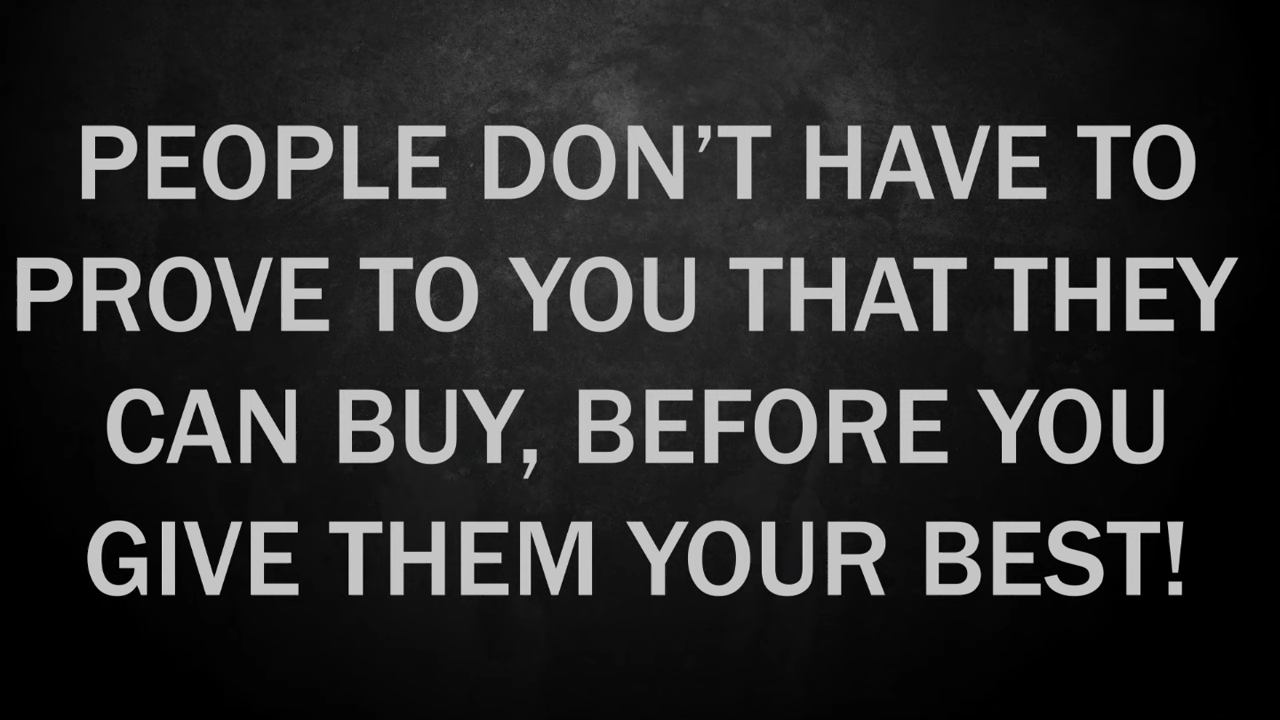 PEOPLE DON’T HAVE TO
PROVE TO YOU THAT THEY
CAN BUY, BEFORE YOU
GIVE THEM YOUR BEST!